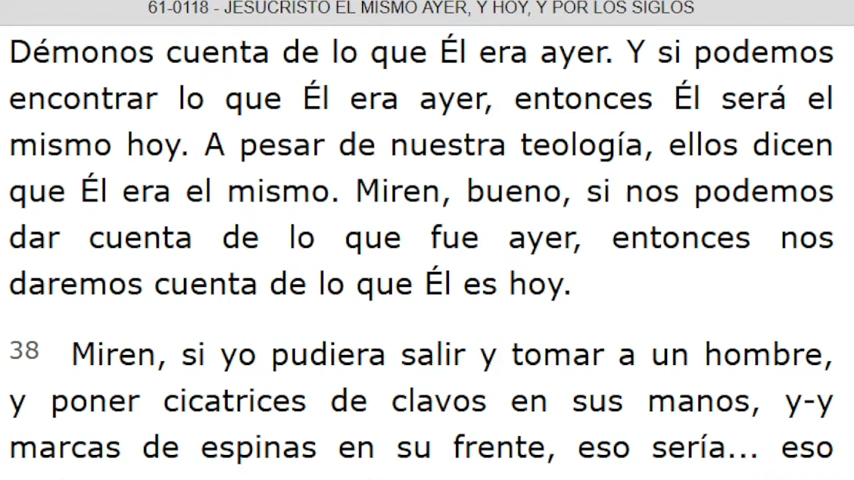 61-0118 - JESUCRISTO EL MISMO AYER, Y HOY, Y POR LOS SIGLOS
Démonos cuenta de lo que Él era ayer. Y si podemos
encontrar lo que Él era ayer, entonces Él será el
mismo hoy. A pesar de nuestra teología, ellos dicen
que Él era el mismo. Miren, bueno, si nos podemos
dar cuenta de lo que fue ayer, entonces nos
daremos cuenta de lo que Él es hoy.
38 Miren, si yo pudiera salir y tomar a un hombre,
y poner cicatrices de clavos en sus manos, y-y
marcas de espinas en su frente, eso sería... eso